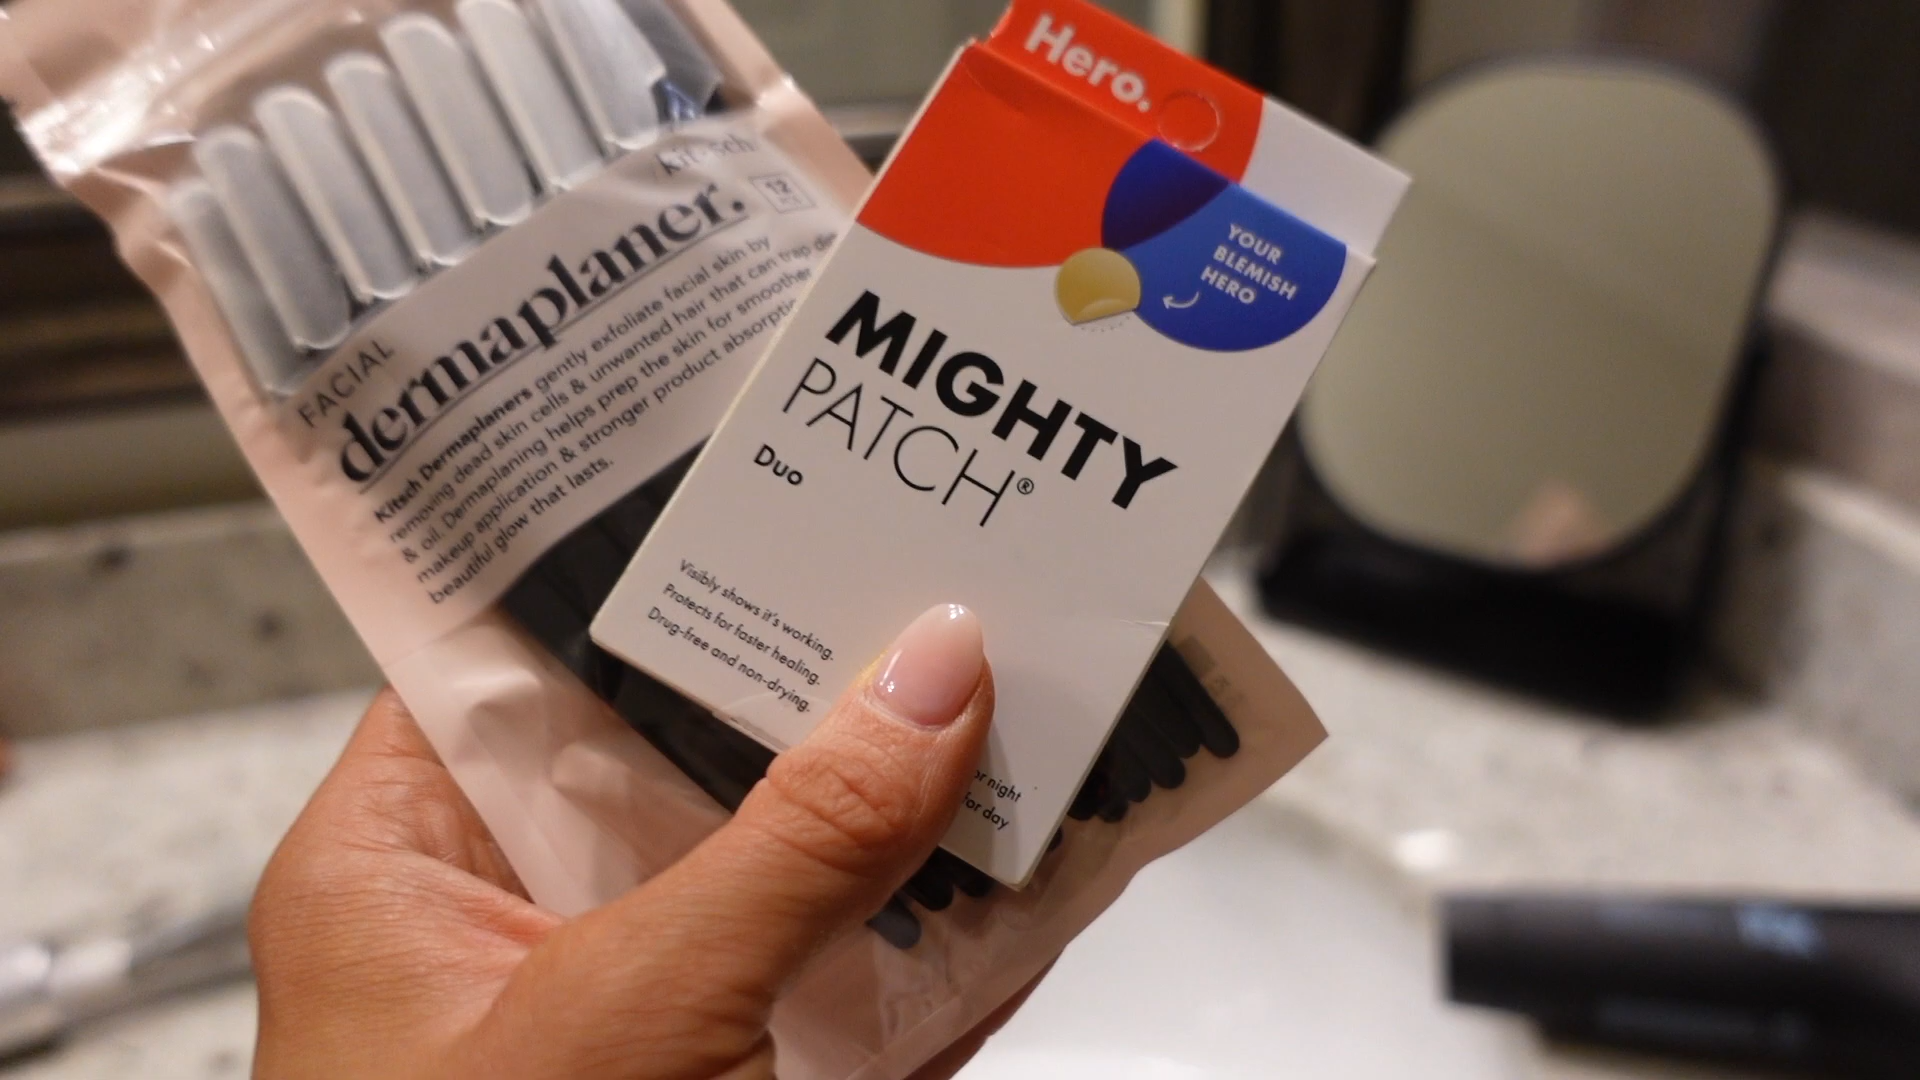 kitsch
12
FACIAL
dermaplaner.
Kitsch Dermaplaners gently exfoliate facial skin by
removing dead skin cells & unwanted hair that can trap
& oil. Dermaplaning helps prep the skin for smoother
makeup application & stronger product
beautiful glow that lasts.
Hero.
YOUR
BLEMISH
HERO
MIGHTY
PATCH®
Duo
Visibly shows it's working.
Protects for faster healing.
Drug-free and non-drying.
night
for day